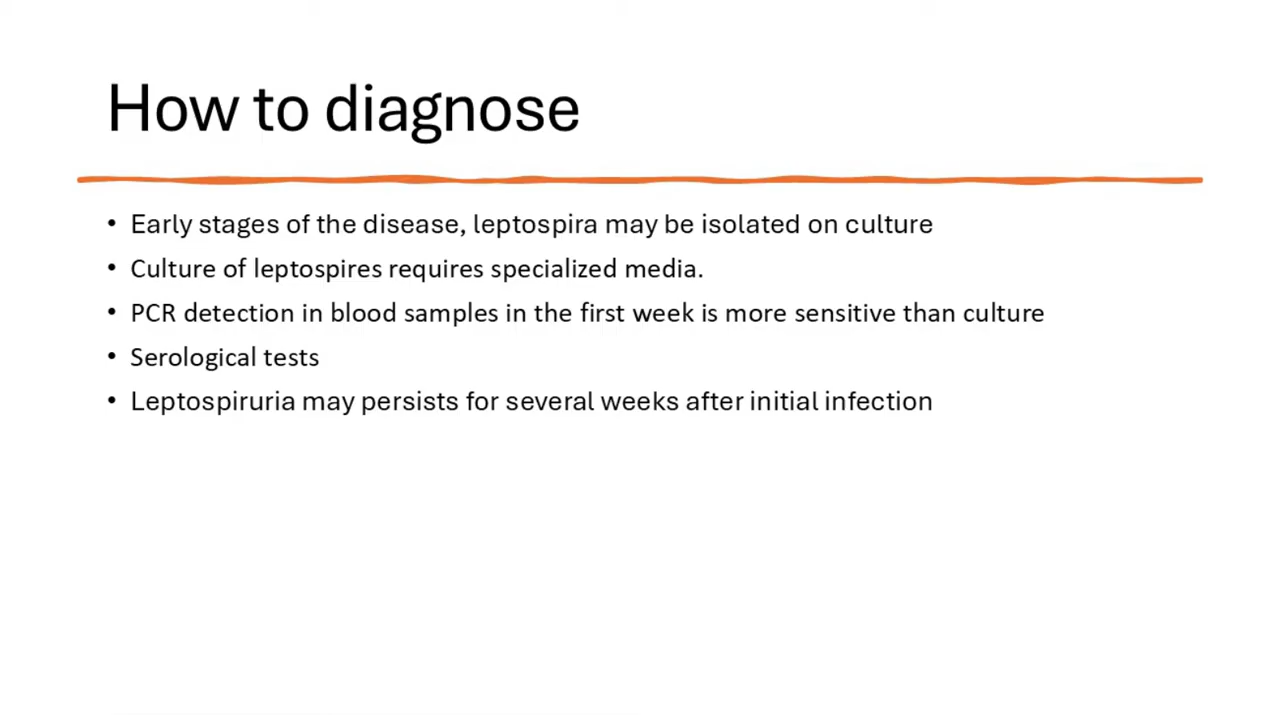 How to diagnose
• Early stages of the disease, leptospira may be isolated on culture
• Culture of leptospires requires specialized media.
• PCR detection in blood samples in the first week is more sensitive than culture
• Serological tests
• Leptospiruria may persists for several weeks after initial infection